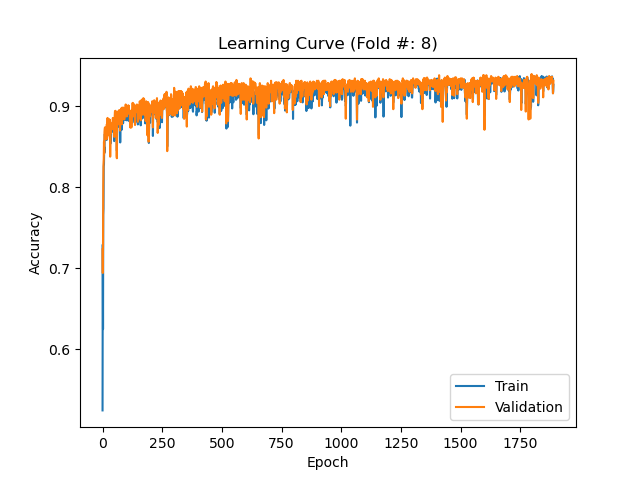 Learning Curve (Fold #: 8)
Accuracy
0.9
0.8
0.7
0.6
Train
Validation
0 250 500 750 1000 1250 1500 1750
Epoch